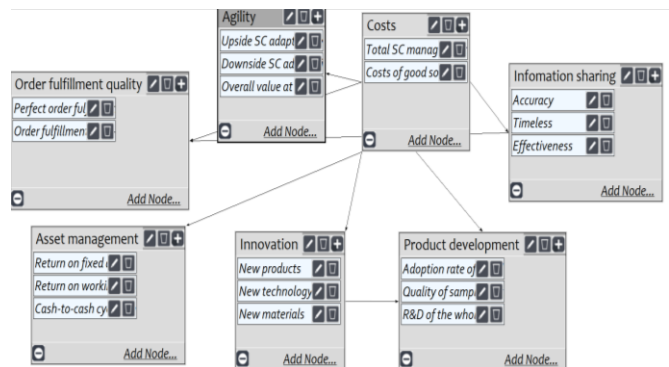 Agility
Upside SC adapt
Downside SC ad
Overall value at
Add Node...
Costs
Total SC manag
Costs of good so
Add Node...
Order fulfillment quality
Perfect order ful
Order fulfillmen
Add Node...
Infomation sharing
Accuracy
Timeless
Effectiveness
Add Node...
Asset management
Return on fixed
Return on worki
Cash-to-cash cy
Add Node...
Innovation
New products
New technology
New materials
Add Node...
Product development
Adoption rate of
Quality of samp
R&D of the who
Add Node...